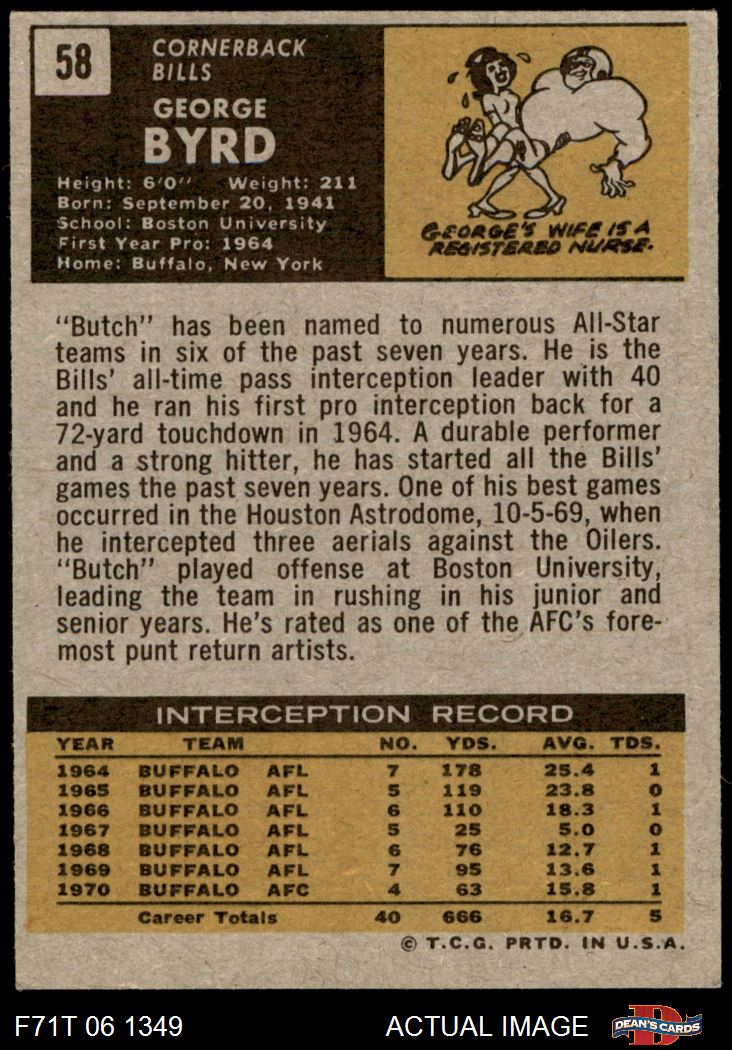 58
CORNERBACK
BILLS
GEORGE
BYRD
Height: 6'0'' Weight: 211
Born: September 20, 1941
School: Boston University
First Year Pro: 1964
Home: Buffalo, New York
GEORGE'S WIFE IS A
REGISTERED NURSE.
"Butch" has been named to numerous All-Star
teams in six of the past seven years. He is the
Bills' all-time pass interception leader with 40
and he ran his first pro interception back for a
72-yard touchdown in 1964. A durable performer
and a strong hitter, he has started all the Bills'
games the past seven years. One of his best games
occurred in the Houston Astrodome, 10-5-69, when
he intercepted three aerials against the Oilers.
"Butch" played offense at Boston University,
leading the team in rushing in his junior and
senior years. He's rated as one of the AFC's fore-
most punt return artists.
INTERCEPTION RECORD
YEAR TEAM NO. YDS. AVG. TDS.
1964 BUFFALO AFL 7 178 25.4 1
1965 BUFFALO AFL 5 119 23.8 0
1966 BUFFALO AFL 6 110 18.3 1
1967 BUFFALO AFL 5 25 5.0 0
1968 BUFFALO AFL 6 76 12.7 1
1969 BUFFALO AFL 7 95 13.6 1
1970 BUFFALO AFC 4 63 15.8 1
Career Totals 40 666 16.7 5
© T.C.G. PRTD. IN U.S.A.
F71T 06 1349 ACTUAL IMAGE
D
DEAN'S CARDS